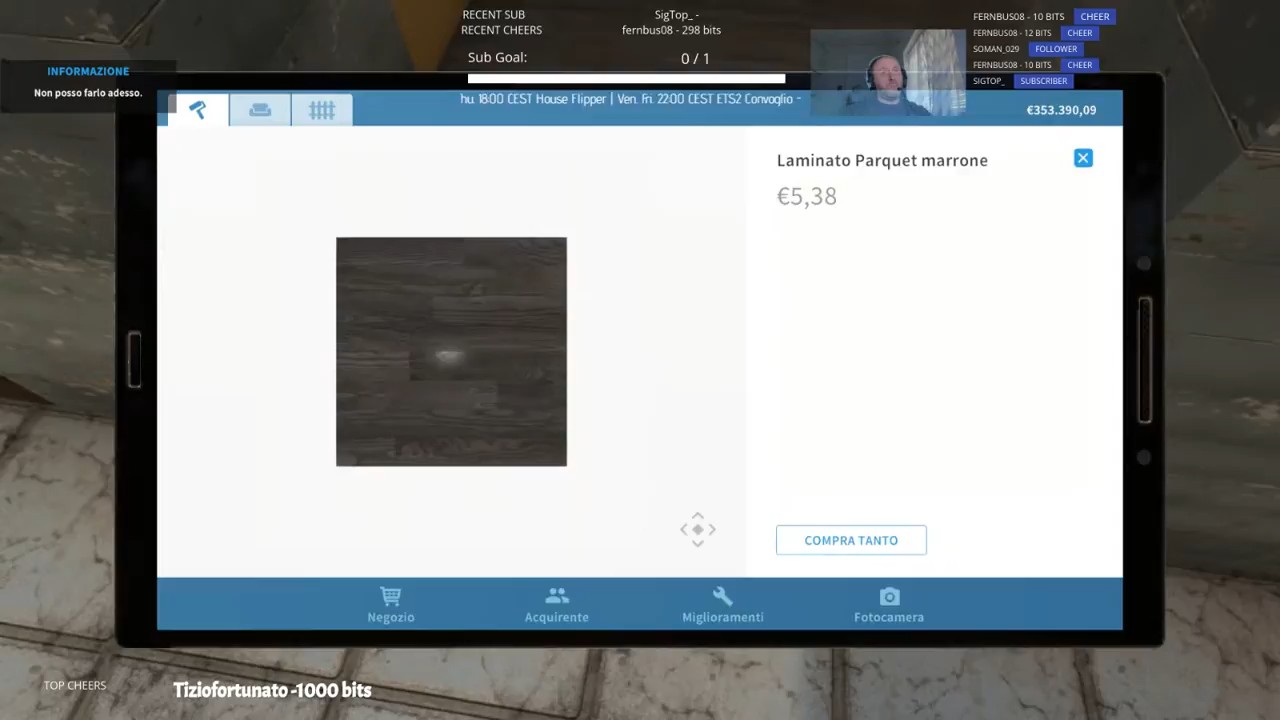 RECENT SUB
SigTop_ -
RECENT CHEERS
fernbus08 - 298 bits
Sub Goal:
0 / 1
FERNBUS08 - 10 BITS CHEER
FERNBUS08 - 12 BITS CHEER
SOMAN_029 FOLLOWER
FERNBUS08 - 10 BITS CHEER
SIGTOP_ SUBSCRIBER
INFORMAZIONE
Non posso farlo adesso.
hu. 18:00 CEST House Flipper | Ven. Fri. 22:00 CEST ETS2 Convoglio -
€353.390,09
Laminato Parquet marrone
€5,38
COMPRA TANTO
Negozio
Acquirente
Miglioramenti
Fotocamera
TOP CHEERS
Tiziofortunato -1000 bits